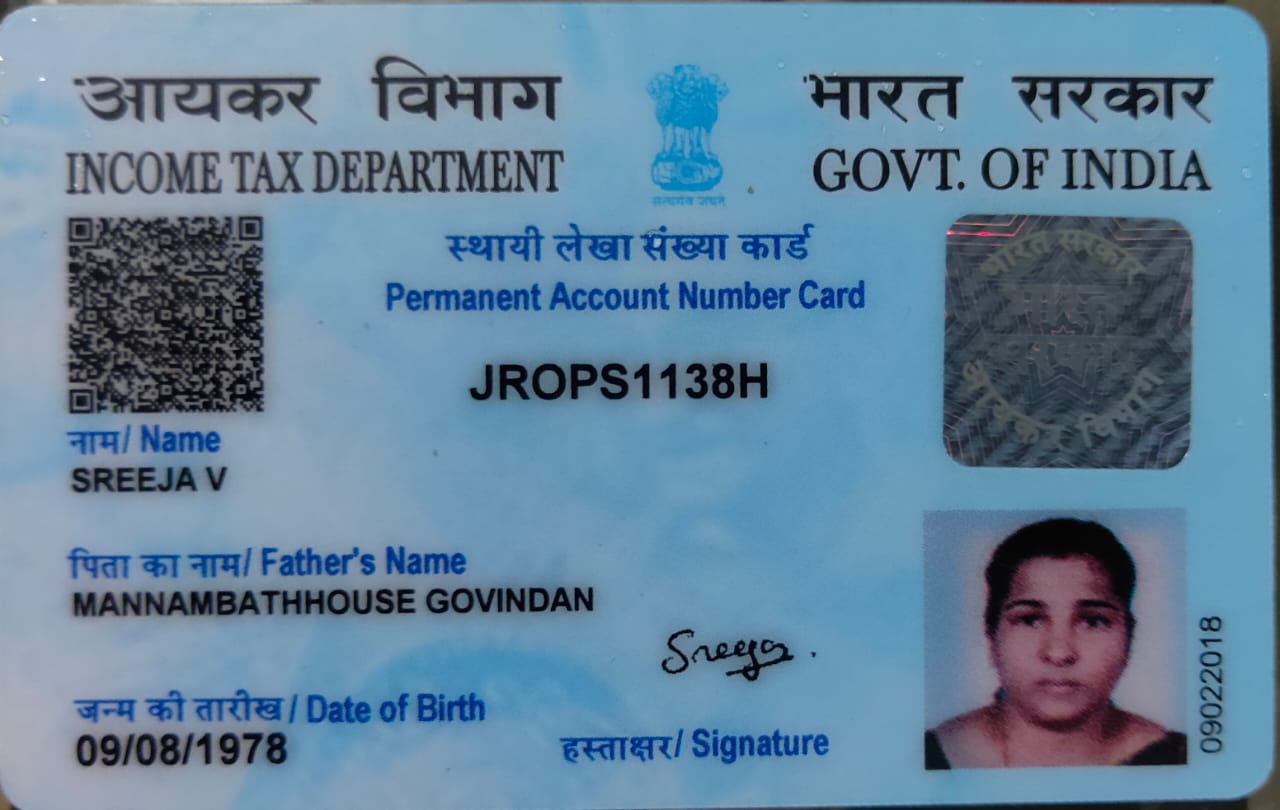 आयकर विभाग
INCOME TAX DEPARTMENT
सत्यमेव जयते
भारत सरकार
GOVT. OF INDIA
स्थायी लेखा संख्या कार्ड
Permanent Account Number Card
JROPS1138H
भारत सरकार
आयकर विभाग
नाम/ Name
SREEJA V
पिता का नाम/ Father's Name
MANNAMBATHHOUSE GOVINDAN
Sreeja.
जन्म की तारीख / Date of Birth
09/08/1978
हस्ताक्षर/ Signature
09022018